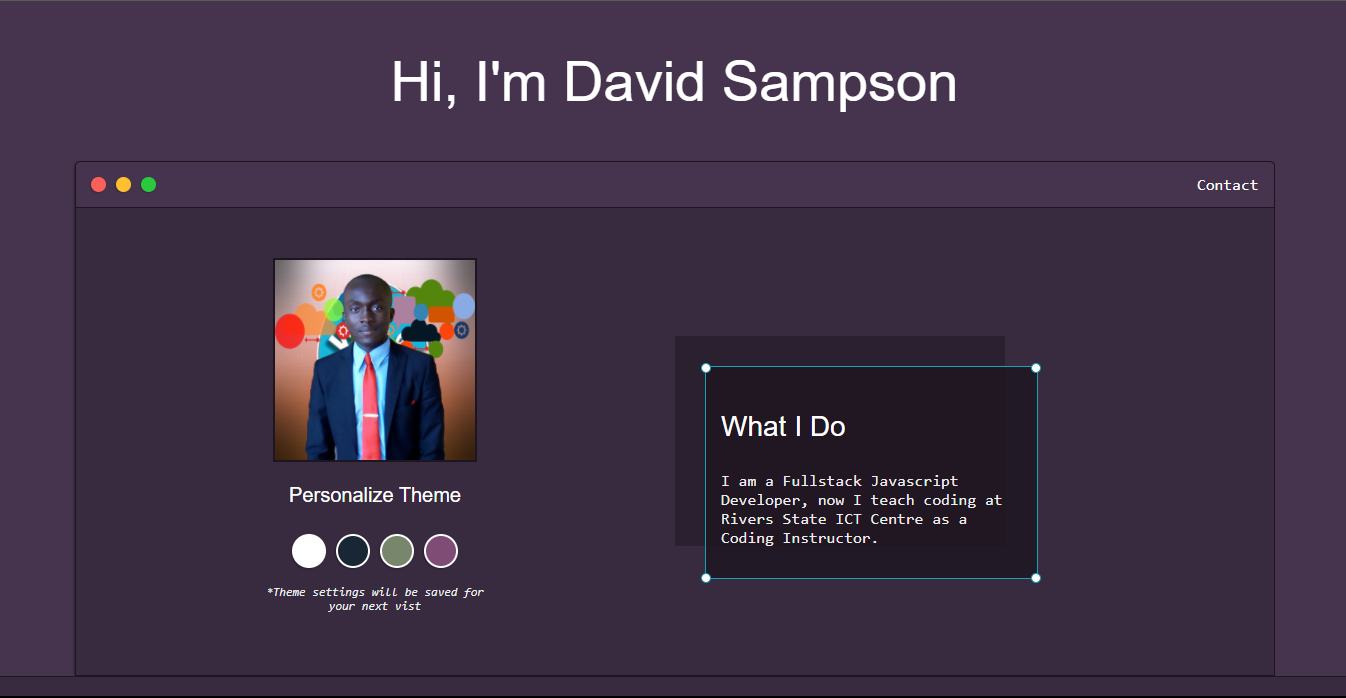 Hi, I'm David Sampson
Contact
Personalize Theme
*Theme settings will be saved for
your next vist
What I Do
I am a Fullstack Javascript
Developer, now I teach coding at
Rivers State ICT Centre as a
Coding Instructor.